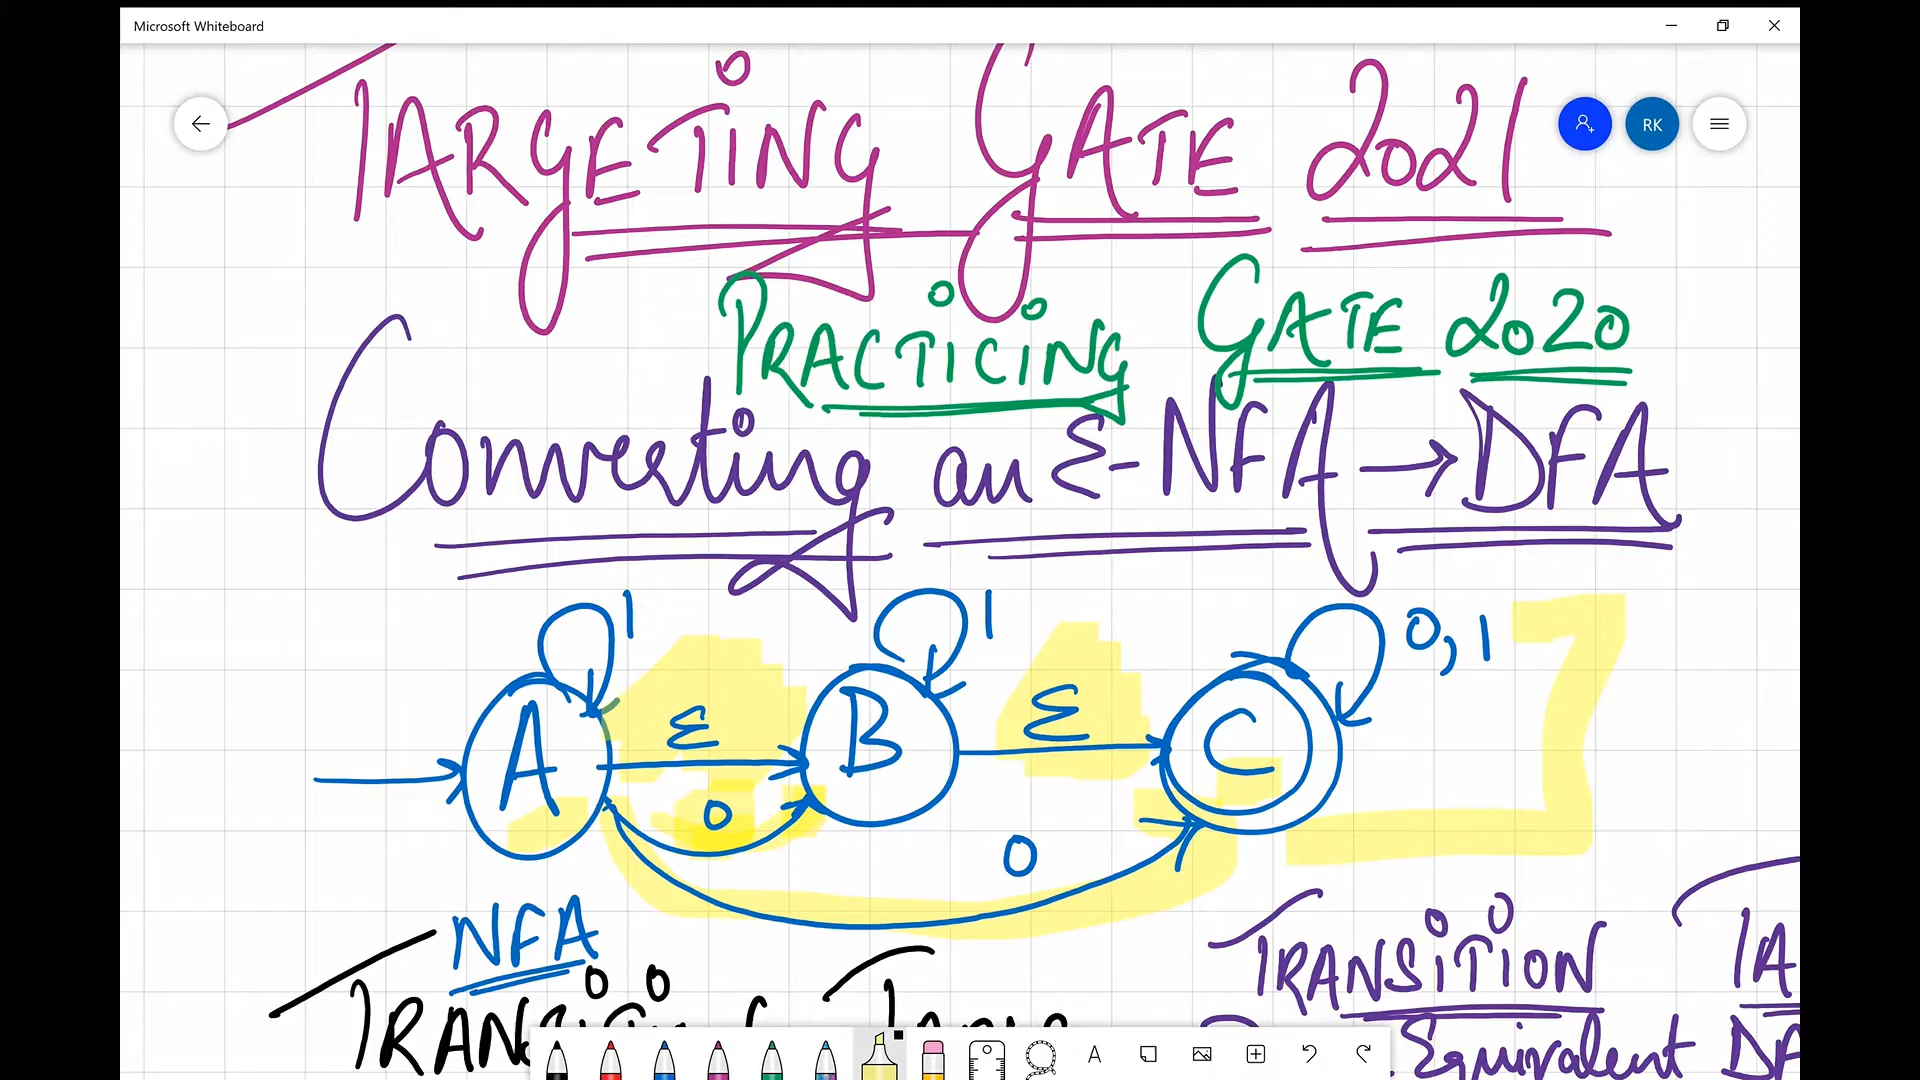 Microsoft Whiteboard
TARGETING GATE 2021
RK
PRACTICING GATE 2020
Converting an Ɛ-NFA → DFA
1 1 0, 1
A Ɛ B Ɛ C
0 0
NFA
TRANSITION TA
Equivalent
A